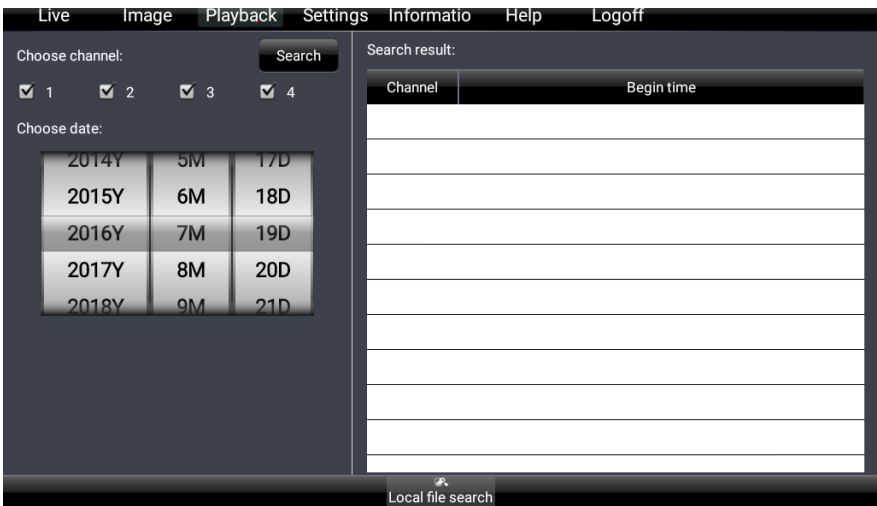 Live Image Playback Settings Informatio Help Logoff
Choose channel: Search
1 2 3 4
Choose date:
2014Y 5M 17D
2015Y 6M 18D
2016Y 7M 19D
2017Y 8M 20D
2018Y 9M 21D
Search result:
Channel Begin time
Local file search